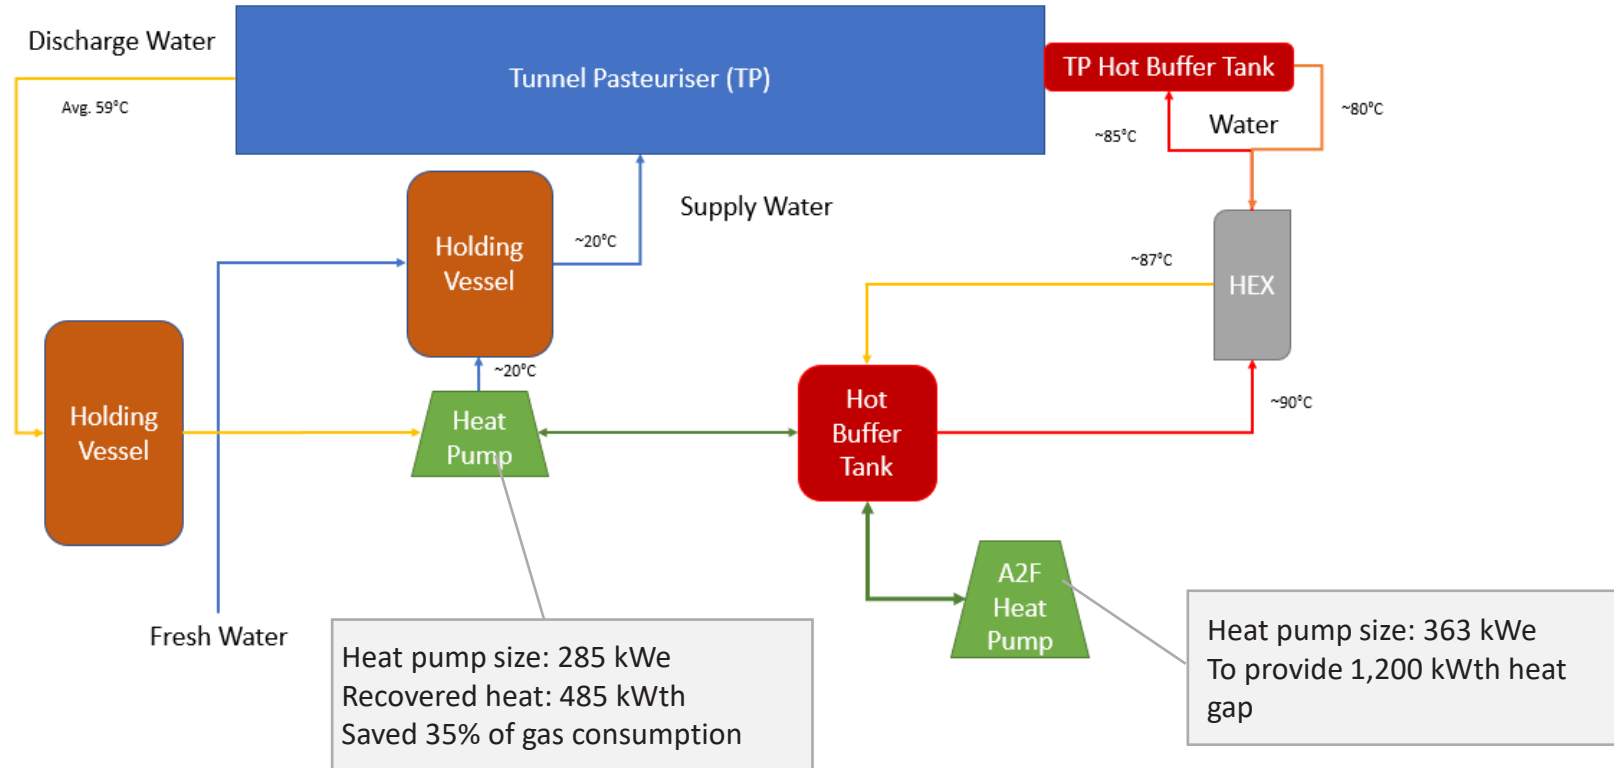 Discharge Water
Avg. 59°C
Tunnel Pasteuriser (TP)
TP Hot Buffer Tank
~80°C
~85°C
Water
Holding
Vessel
~20°C
Supply Water
~87°C
HEX
~20°C
Holding
Vessel
Heat
Pump
Hot
Buffer
Tank
~90°C
A2F
Heat
Pump
Fresh Water
Heat pump size: 285 kWe
Recovered heat: 485 kWth
Saved 35% of gas consumption
Heat pump size: 363 kWe
To provide 1,200 kWth heat
gap